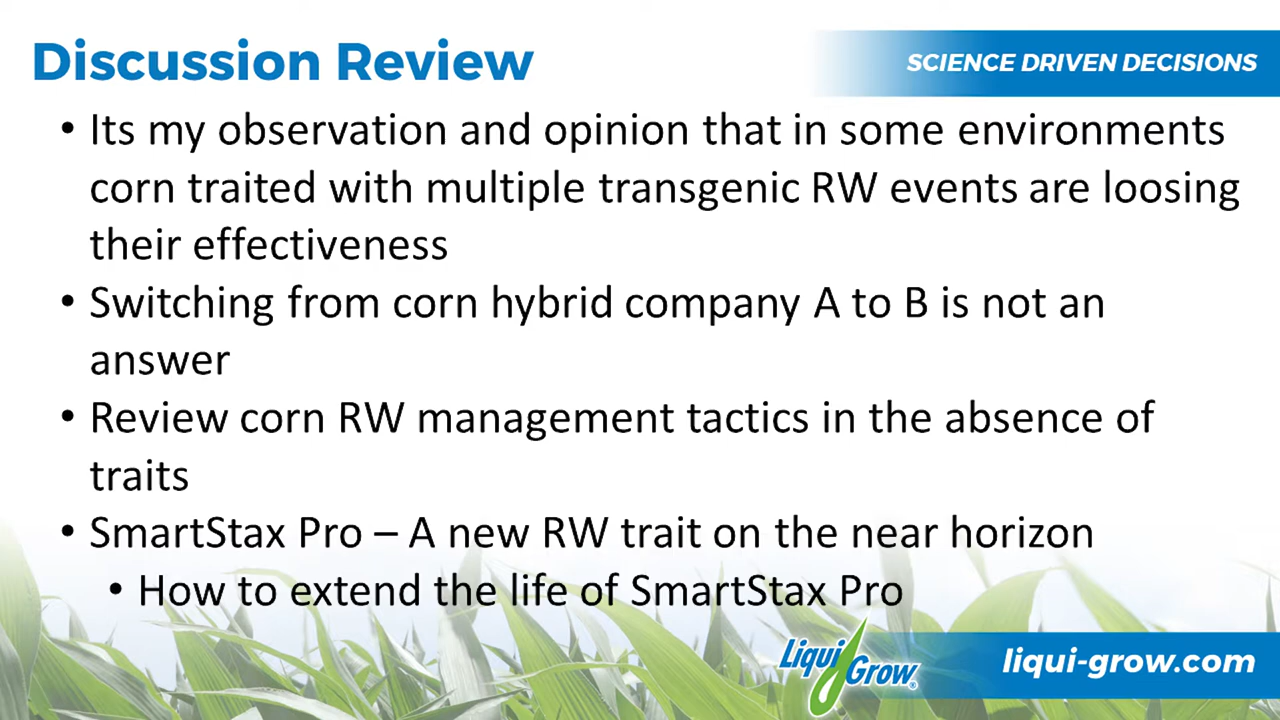 Discussion Review
SCIENCE DRIVEN DECISIONS
• Its my observation and opinion that in some environments
corn traited with multiple transgenic RW events are loosing
their effectiveness
• Switching from corn hybrid company A to B is not an
answer
• Review corn RW management tactics in the absence of
traits
• SmartStax Pro – A new RW trait on the near horizon
• How to extend the life of SmartStax Pro
Liqui Grow®
liqui-grow.com